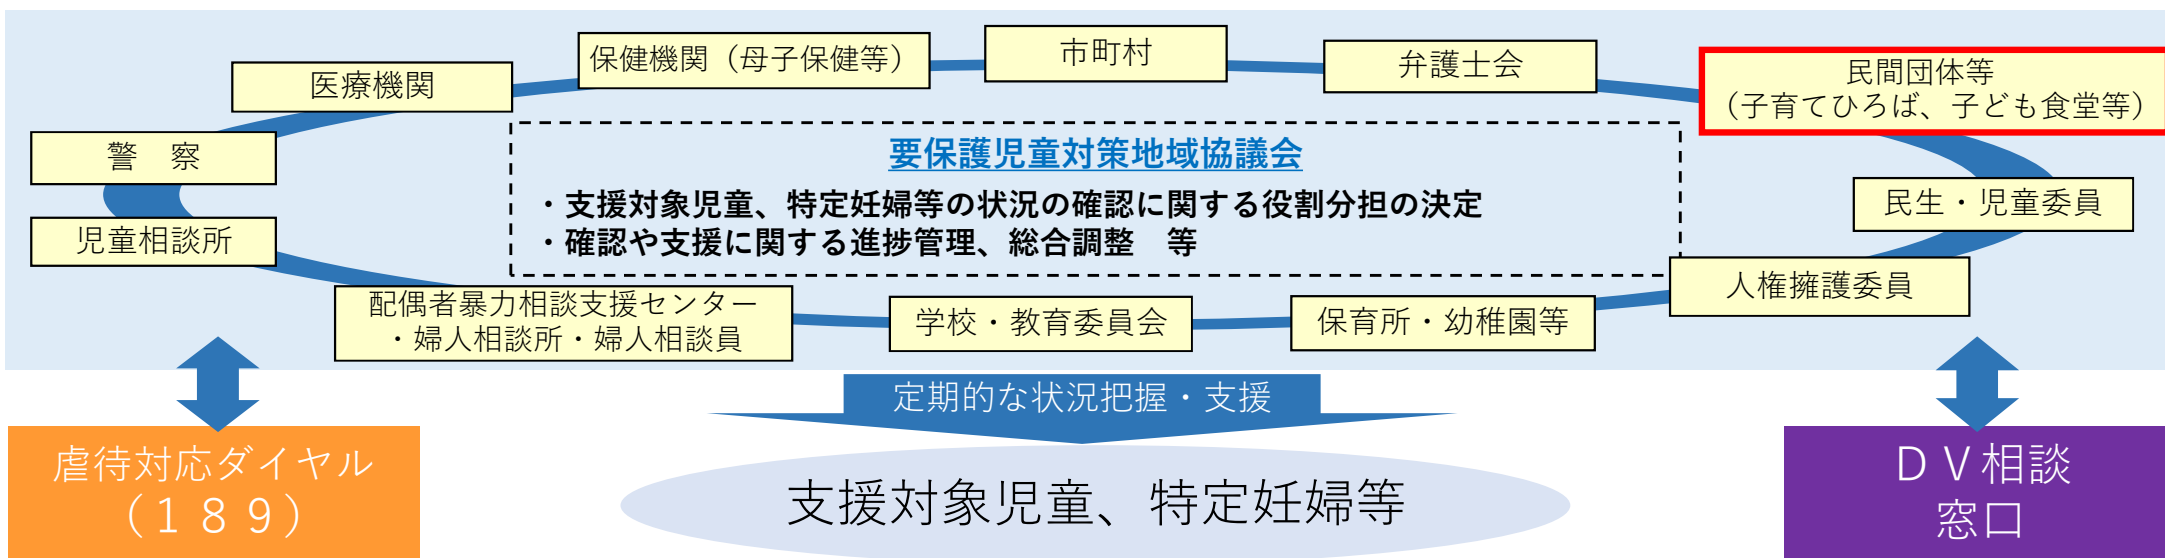 保健機関（母子保健等）
市町村
弁護士会
民間団体等
（子育てひろば、子ども食堂等）
医療機関
警　察
要保護児童対策地域協議会
・支援対象児童、特定妊婦等の状況の確認に関する役割分担の決定
・確認や支援に関する進捗管理、総合調整　等
民生・児童委員
児童相談所
人権擁護委員
配偶者暴力相談支援センター
・婦人相談所・婦人相談員
学校・教育委員会
保育所・幼稚園等
定期的な状況把握・支援
虐待対応ダイヤル
（１８９）
支援対象児童、特定妊婦等
ＤＶ相談
窓口